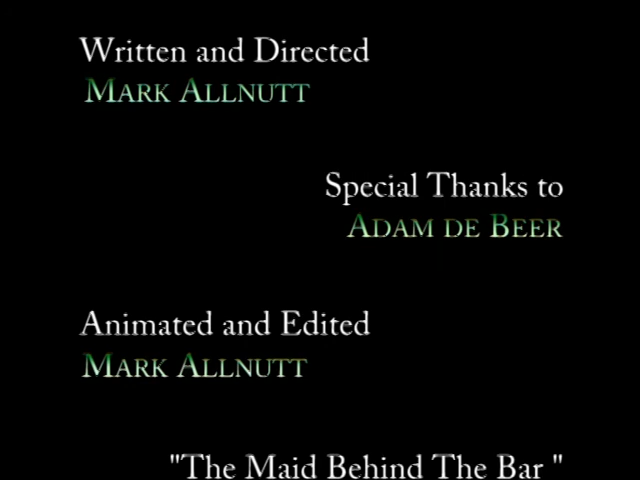 Written and Directed
MARK ALLNUTT
Special Thanks to
ADAM DE BEER
Animated and Edited
MARK ALLNUTT
"The Maid Behind The Bar "